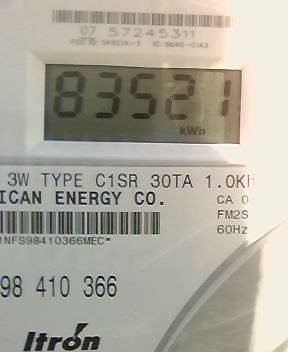 07 57245311
83521
kWh
3W TYPE C1SR 30TA 1.0Kh
ICAN ENERGY CO.
CA 0
FM2S
60Hz
NFS98410366MEC*
98 410 366
Itron